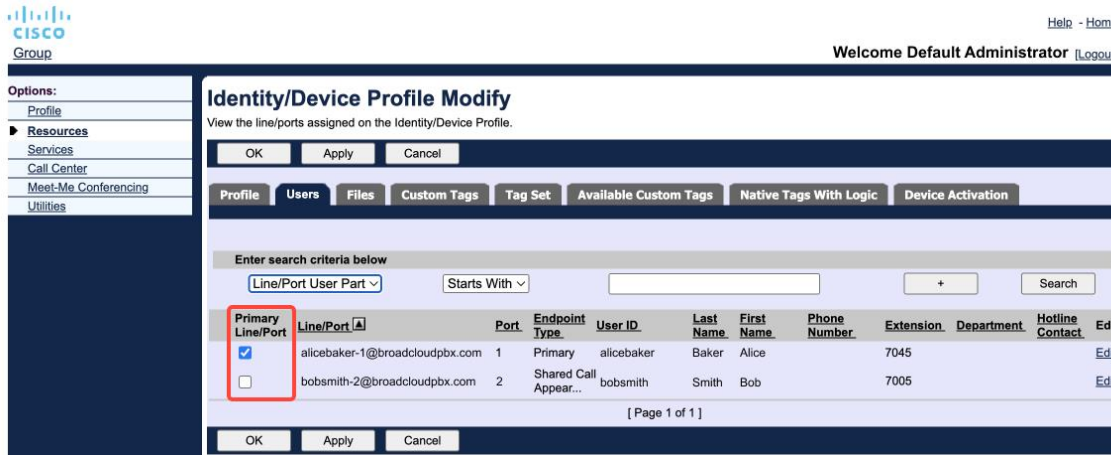 CISCO
Help - Hom
Group
Welcome Default Administrator [Logou
Options:
Profile
Resources
Services
Call Center
Meet-Me Conferencing
Utilities
Identity/Device Profile Modify
View the line/ports assigned on the Identity/Device Profile.
OK Apply Cancel
Profile Users Files Custom Tags Tag Set Available Custom Tags Native Tags With Logic Device Activation
Enter search criteria below
Line/Port User Part Starts With + Search
Primary Line/Port Line/Port Port Endpoint Type User ID Last Name First Name Phone Number Extension Department Hotline Contact Ed
alicebaker-1@broadcloudpbx.com 1 Primary alicebaker Baker Alice 7045 Ed
bobsmith-2@broadcloudpbx.com 2 Shared Call Appear... bobsmith Smith Bob 7005 Ed
[ Page 1 of 1 ]
OK Apply Cancel